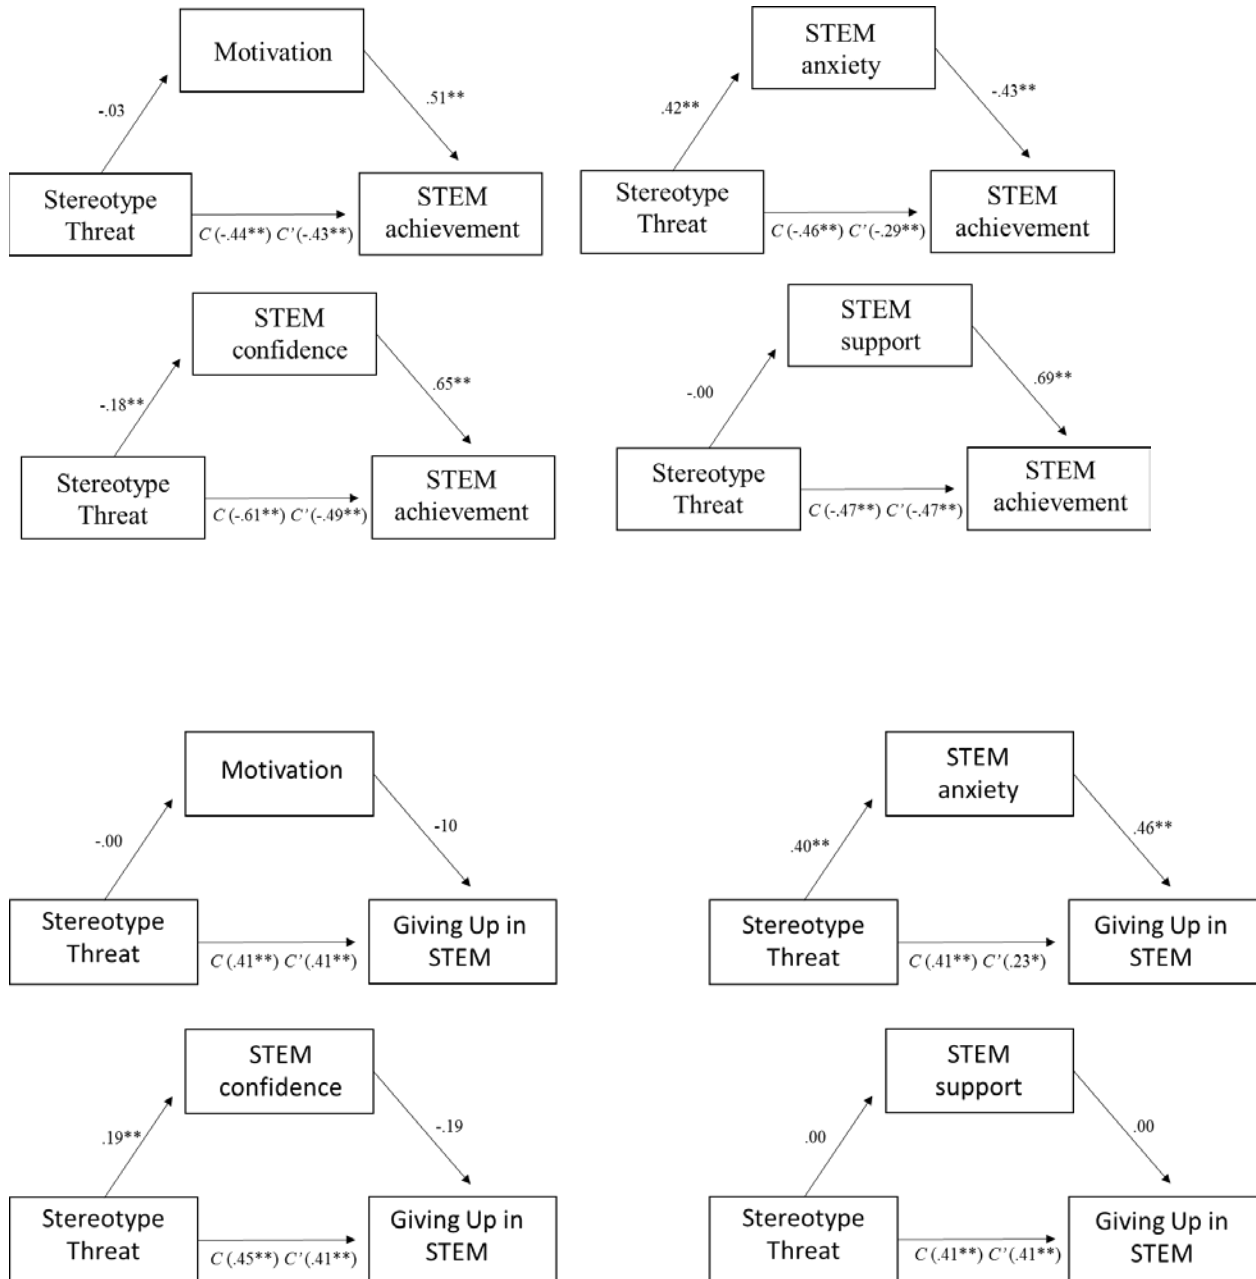 Motivation
-.03
.51**
Stereotype
Threat
C (-.44**) C’(-.43**)
STEM
achievement
STEM
anxiety
.42**
-.43**
Stereotype
Threat
C (-.46**) C’(-.29**)
STEM
achievement
STEM
confidence
-.18**
.65**
Stereotype
Threat
C (-.61**) C’(-.49**)
STEM
achievement
STEM
support
-.00
.69**
Stereotype
Threat
C (-.47**) C’(-.47**)
STEM
achievement
Motivation
-.00
-10
Stereotype
Threat
C (.41**) C’(.41**)
Giving Up in
STEM
STEM
anxiety
.40**
.46**
Stereotype
Threat
C (.41**) C’(.23*)
Giving Up in
STEM
STEM
confidence
.19**
-.19
Stereotype
Threat
C (.45**) C’(.41**)
Giving Up in
STEM
STEM
support
.00
.00
Stereotype
Threat
C (.41**) C’(.41**)
Giving Up in
STEM